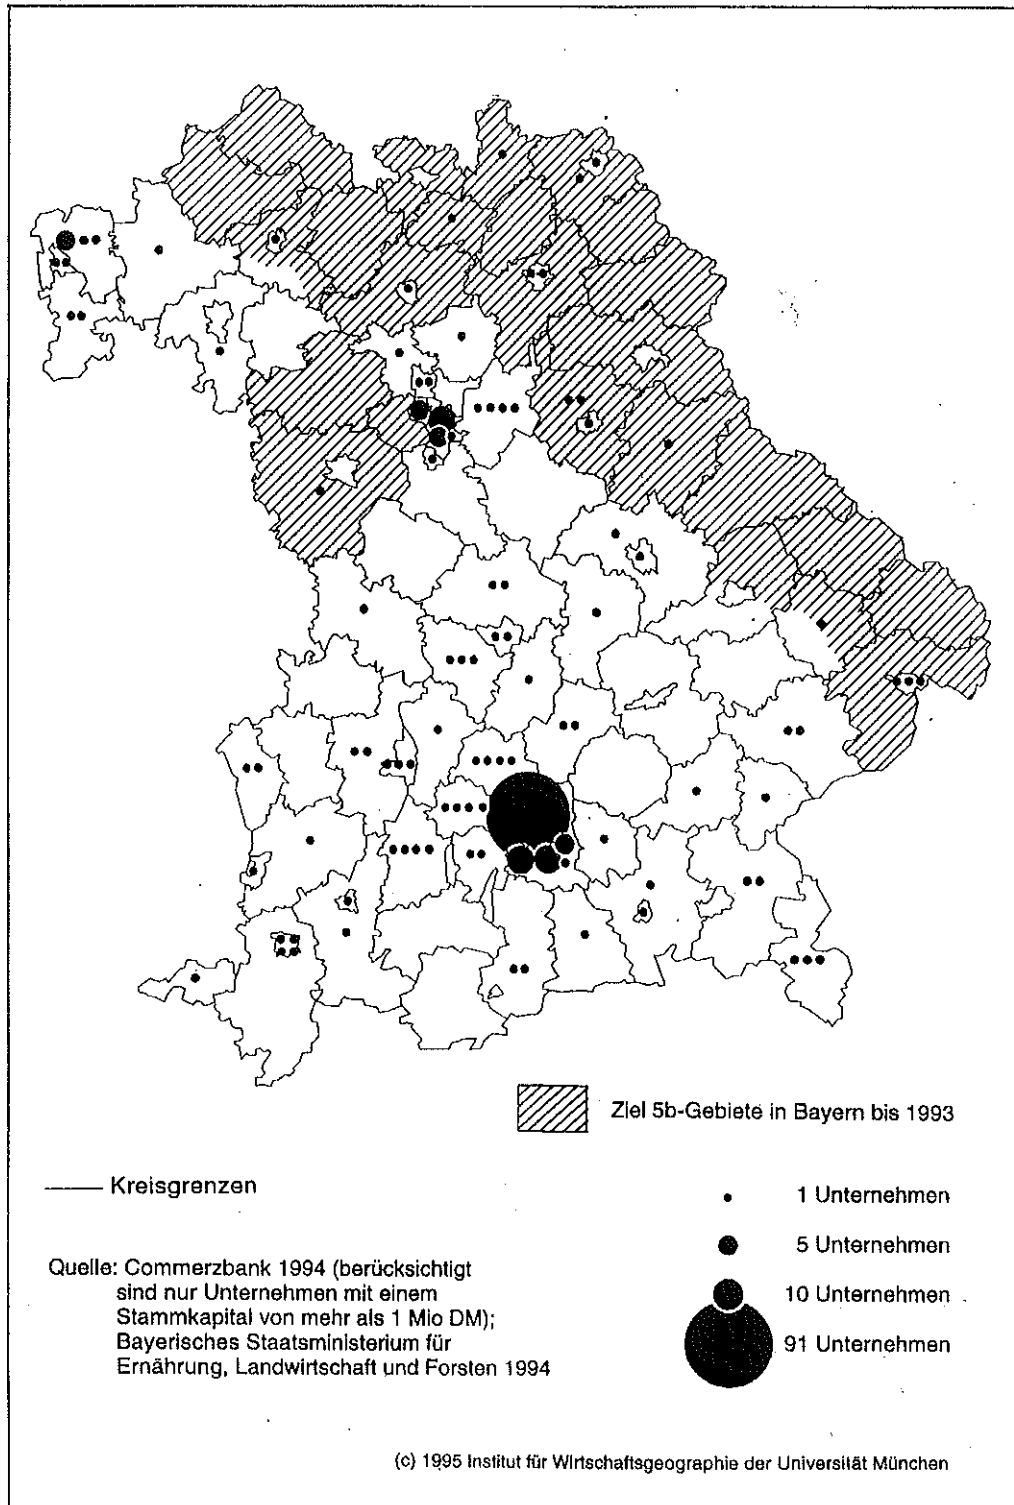 Ziel 5b-Gebiete in Bayern bis 1993
Kreisgrenzen
1 Unternehmen
5 Unternehmen
10 Unternehmen
91 Unternehmen
Quelle: Commerzbank 1994 (berücksichtigt
sind nur Unternehmen mit einem
Stammkapital von mehr als 1 Mio DM);
Bayerisches Staatsministerium für
Ernährung, Landwirtschaft und Forsten 1994
(c) 1995 Institut für Wirtschaftsgeographie der Universität München